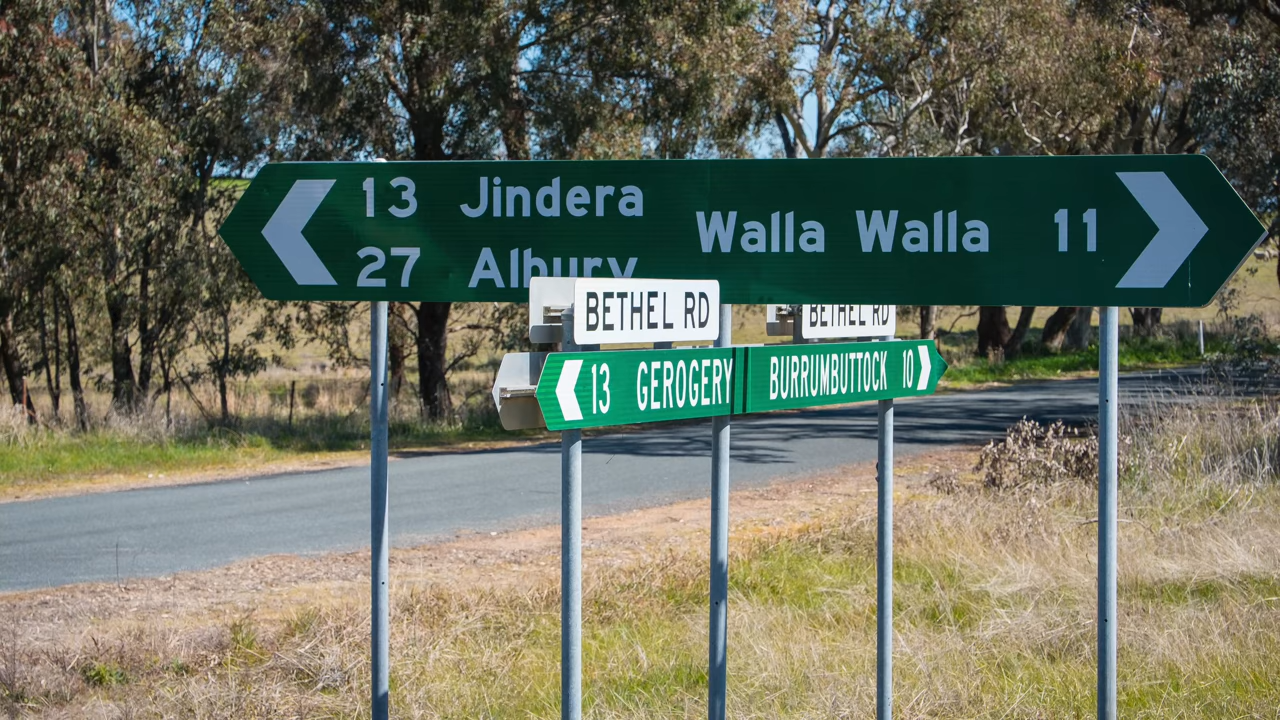 13 Jindera
27 Albury
Walla Walla 11
BETHEL RD
BETHEL RD
13 GEROGERY
BURRUMBUTTOCK 10